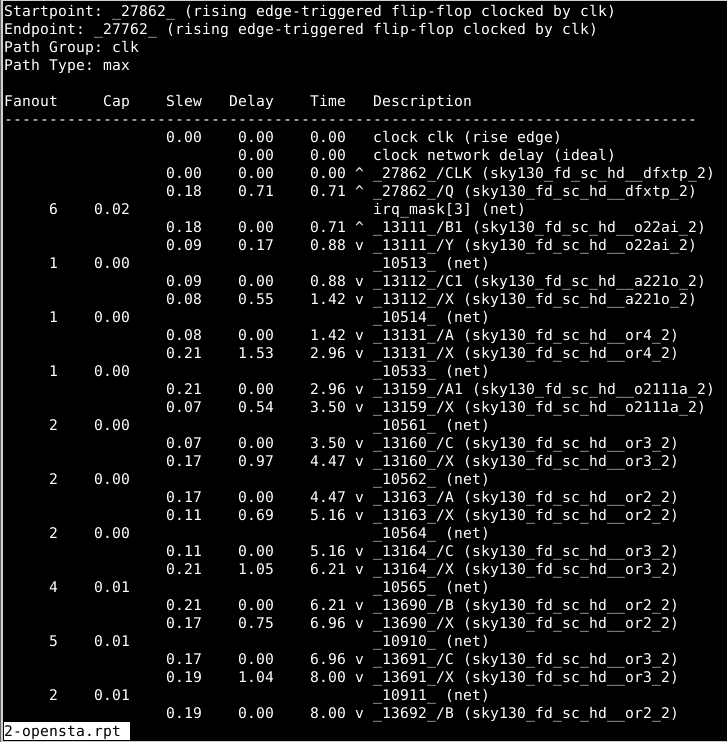 Startpoint: _27862_ (rising edge-triggered flip-flop clocked by clk)
Endpoint: _27762_ (rising edge-triggered flip-flop clocked by clk)
Path Group: clk
Path Type: max
Fanout Cap Slew Delay Time Description
-----------------------------------------------------------------------------
0.00 0.00 0.00 clock clk (rise edge)
0.00 0.00 clock network delay (ideal)
0.00 0.00 0.00 ^ _27862_/CLK (sky130_fd_sc_hd__dfxtp_2)
0.18 0.71 0.71 ^ _27862_/Q (sky130_fd_sc_hd__dfxtp_2)
6 0.02 irq_mask[3] (net)
0.18 0.00 0.71 ^ _13111_/B1 (sky130_fd_sc_hd__o22ai_2)
0.09 0.17 0.88 v _13111_/Y (sky130_fd_sc_hd__o22ai_2)
1 0.00 _10513_ (net)
0.09 0.00 0.88 v _13112_/C1 (sky130_fd_sc_hd__a221o_2)
0.08 0.55 1.42 v _13112_/X (sky130_fd_sc_hd__a221o_2)
1 0.00 _10514_ (net)
0.08 0.00 1.42 v _13131_/A (sky130_fd_sc_hd__or4_2)
0.21 1.53 2.96 v _13131_/X (sky130_fd_sc_hd__or4_2)
1 0.00 _10533_ (net)
0.21 0.00 2.96 v _13159_/A1 (sky130_fd_sc_hd__o2111a_2)
0.07 0.54 3.50 v _13159_/X (sky130_fd_sc_hd__o2111a_2)
2 0.00 _10561_ (net)
0.07 0.00 3.50 v _13160_/C (sky130_fd_sc_hd__or3_2)
0.17 0.97 4.47 v _13160_/X (sky130_fd_sc_hd__or3_2)
2 0.00 _10562_ (net)
0.17 0.00 4.47 v _13163_/A (sky130_fd_sc_hd__or2_2)
0.11 0.69 5.16 v _13163_/X (sky130_fd_sc_hd__or2_2)
2 0.00 _10564_ (net)
0.11 0.00 5.16 v _13164_/C (sky130_fd_sc_hd__or3_2)
0.21 1.05 6.21 v _13164_/X (sky130_fd_sc_hd__or3_2)
4 0.01 _10565_ (net)
0.21 0.00 6.21 v _13690_/B (sky130_fd_sc_hd__or2_2)
0.17 0.75 6.96 v _13690_/X (sky130_fd_sc_hd__or2_2)
5 0.01 _10910_ (net)
0.17 0.00 6.96 v _13691_/C (sky130_fd_sc_hd__or3_2)
0.19 1.04 8.00 v _13691_/X (sky130_fd_sc_hd__or3_2)
2 0.01 _10911_ (net)
0.19 0.00 8.00 v _13692_/B (sky130_fd_sc_hd__or2_2)
2-opensta.rpt